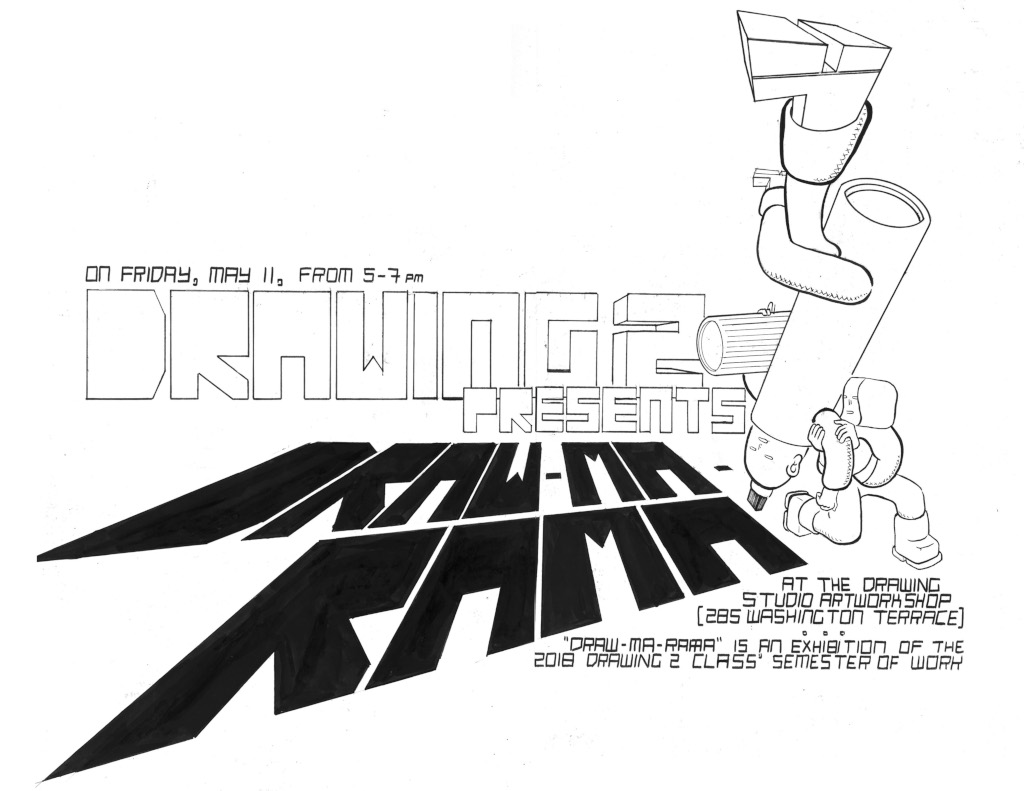 ON FRIDAY, MAY 11, FROM 5-7 PM
DRAWING 2
PRESENTS
DRAW-MA-
RAMA
AT THE DRAWING
STUDIO ARTWORKSHOP
[285 WASHINGTON TERRACE]
"DRAW-MA-RAMA" IS AN EXHIBITION OF THE
2018 DRAWING 2 CLASS' SEMESTER OF WORK